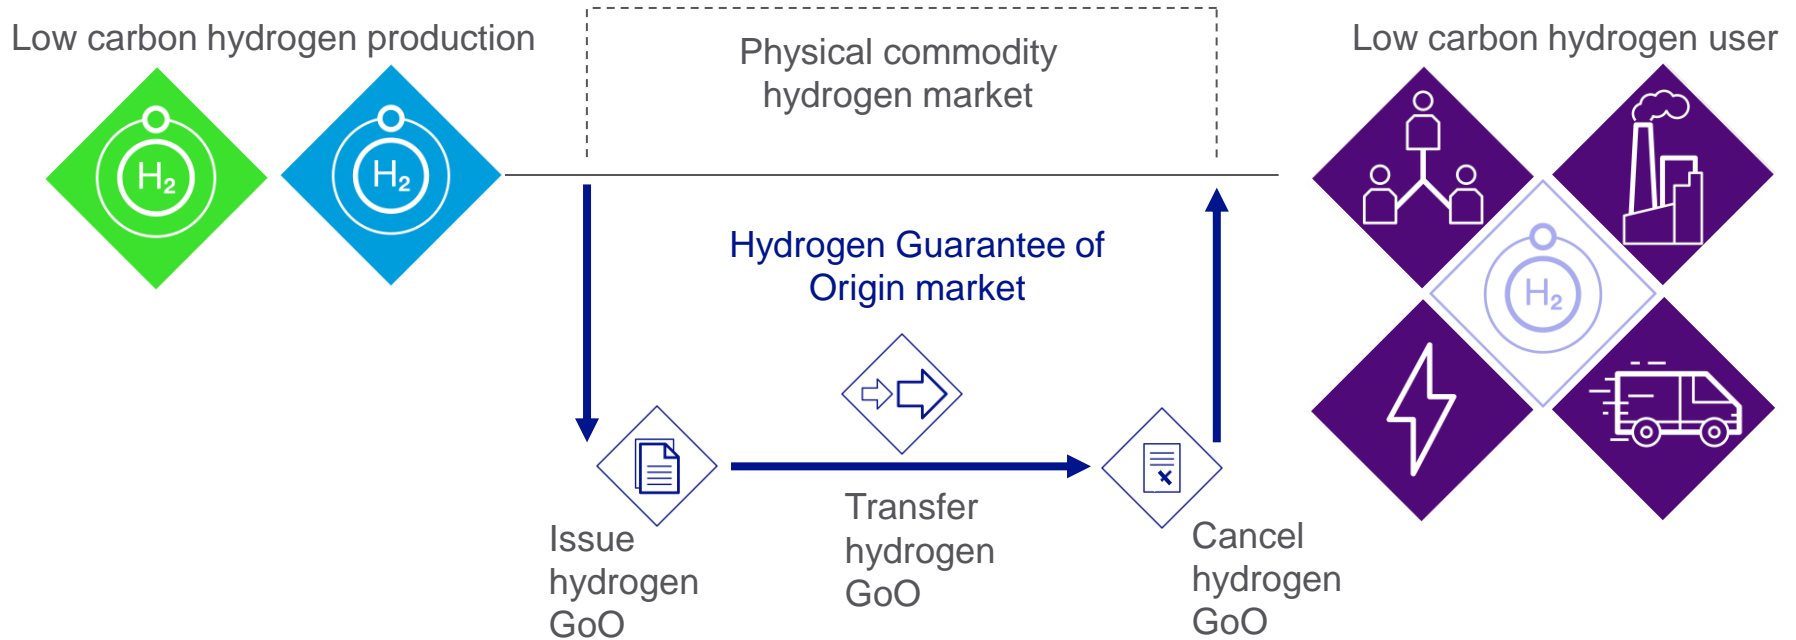 Low carbon hydrogen production
Physical commodity
hydrogen market
Low carbon hydrogen user
H₂
H₂
Hydrogen Guarantee of
Origin market
H₂
Issue
hydrogen
GoO
Transfer
hydrogen
GoO
Cancel
hydrogen
GoO